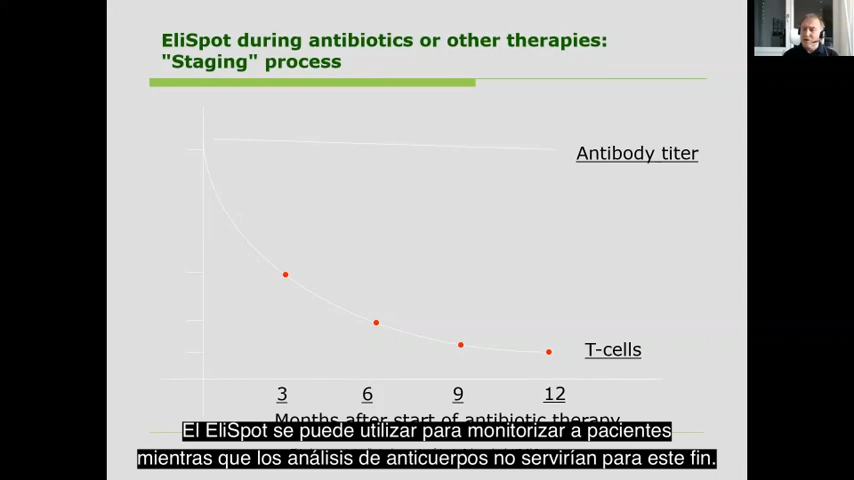 EliSpot during antibiotics or other therapies:
"Staging" process
Antibody titer
T-cells
3 6 9 12
Months after start of antibiotic therapy
El EliSpot se puede utilizar para monitorizar a pacientes
mientras que los análisis de anticuerpos no servirían para este fin.